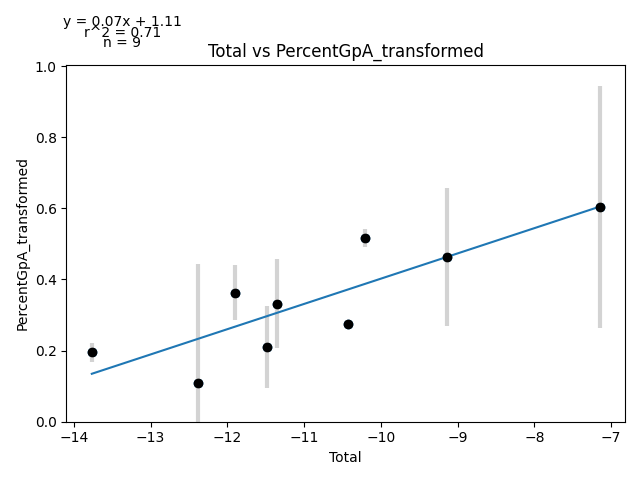 y = 0.07x + 1.11
r^2 = 0.71
n = 9
Total vs PercentGpA_transformed
PercentGpA_transformed
1.0
0.8
0.6
0.4
0.2
0.0
−14
−13
−12
−11
−10
−9
−8
−7
Total